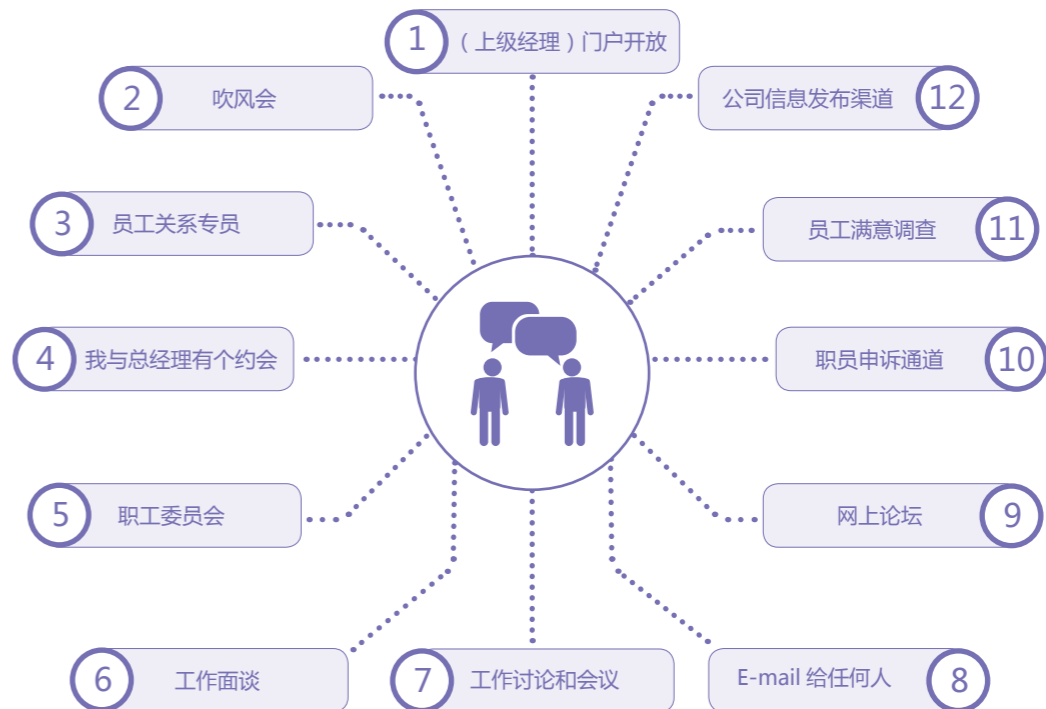 1 （上级经理）门户开放
2 吹风会
3 员工关系专员
4 我与总经理有个约会
5 职工委员会
6 工作面谈
7 工作讨论和会议
E-mail 给任何人 8
网上论坛 9
职员申诉通道 10
员工满意调查 11
公司信息发布渠道 12